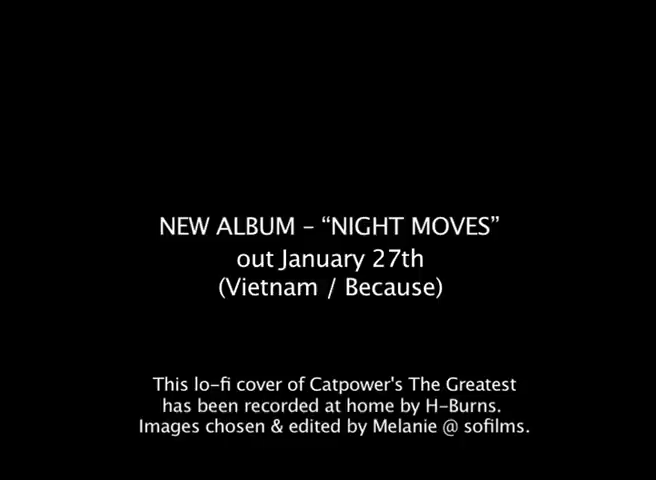 NEW ALBUM – “NIGHT MOVES”
out January 27th
(Vietnam / Because)
This lo-fi cover of Catpower's The Greatest
has been recorded at home by H-Burns.
Images chosen & edited by Melanie @ sofilms.